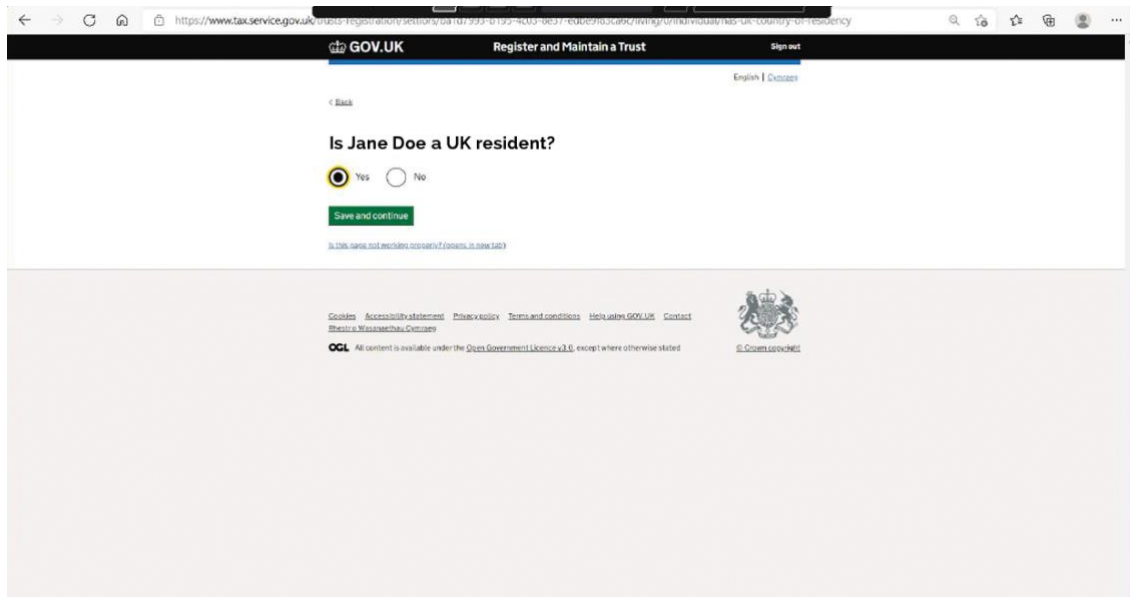 https://www.tax.service.gov.uk/trusts-registration/settlors/
GOV.UK Register and Maintain a Trust Sign out
English | Cymraeg
< Back
Is Jane Doe a UK resident?
Yes No
Save and continue
Is this page not working properly? (opens in new tab)
Cookies Accessibility statement Privacy policy Terms and conditions Help using GOV.UK Contact
Rhestr o Wasanaethau Cymraeg
OGL All content is available under the Open Government Licence v3.0, except where otherwise stated
© Crown copyright